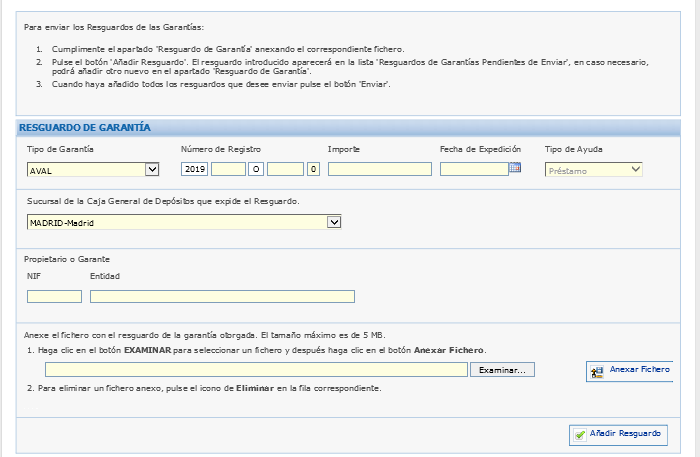 Para enviar los Resguardos de las Garantías:
1. Cumplimente el apartado 'Resguardo de Garantía' anexando el correspondiente fichero.
2. Pulse el botón 'Añadir Resguardo'. El resguardo introducido aparecerá en la lista 'Resguardos de Garantías Pendientes de Enviar', en caso necesario,
podrá añadir otro nuevo en el apartado 'Resguardo de Garantía'.
3. Cuando haya añadido todos los resguardos que desee enviar pulse el botón 'Enviar'.
RESGUARDO DE GARANTÍA
Tipo de Garantía Número de Registro Importe Fecha de Expedición Tipo de Ayuda
AVAL 2019 O 0 Préstamo
Sucursal de la Caja General de Depósitos que expide el Resguardo.
MADRID-Madrid
Propietario o Garante
NIF Entidad
Anexe el fichero con el resguardo de la garantía otorgada. El tamaño máximo es de 5 MB.
1. Haga clic en el botón EXAMINAR para seleccionar un fichero y después haga clic en el botón Anexar Fichero.
Examinar... Anexar Fichero
2. Para eliminar un fichero anexo, pulse el icono de Eliminar en la fila correspondiente.
Añadir Resguardo